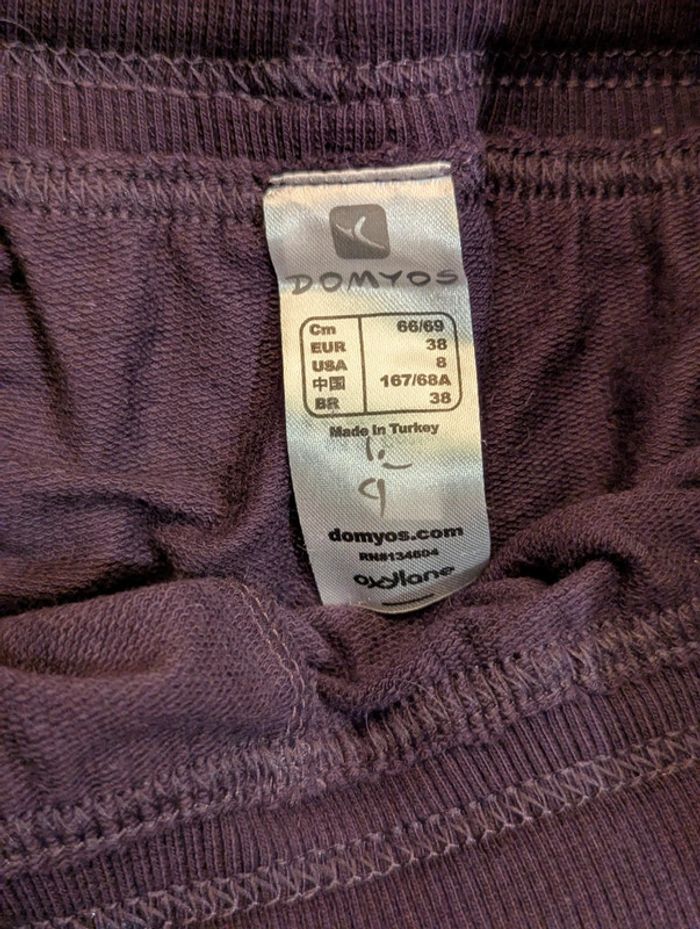 DOMYOS
Cm 66/69
EUR 38
USA 8
中国 167/68A
BR 38
Made In Turkey
domyos.com
RN#134604
oxylane